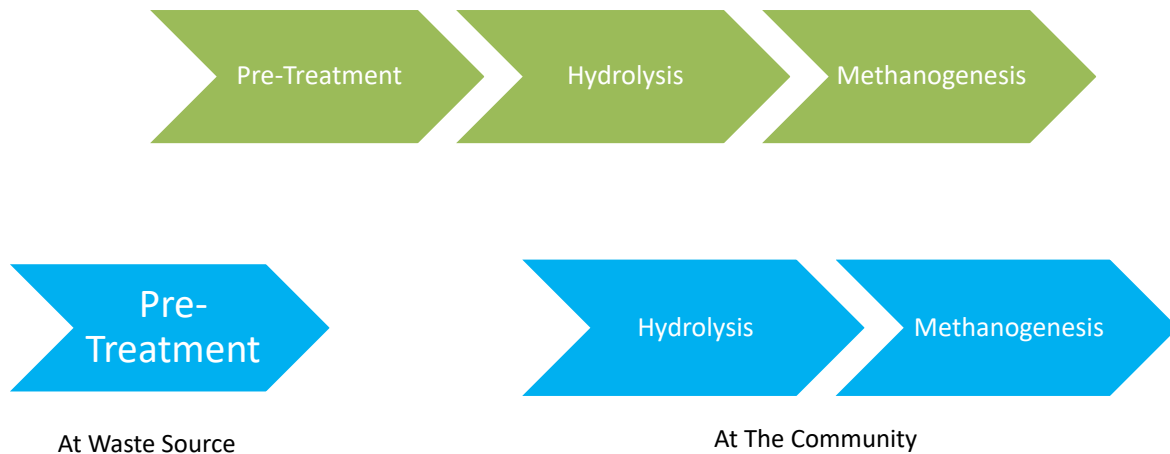 Pre-Treatment
Hydrolysis
Methanogenesis
Pre-
Treatment
Hydrolysis
Methanogenesis
At Waste Source
At The Community